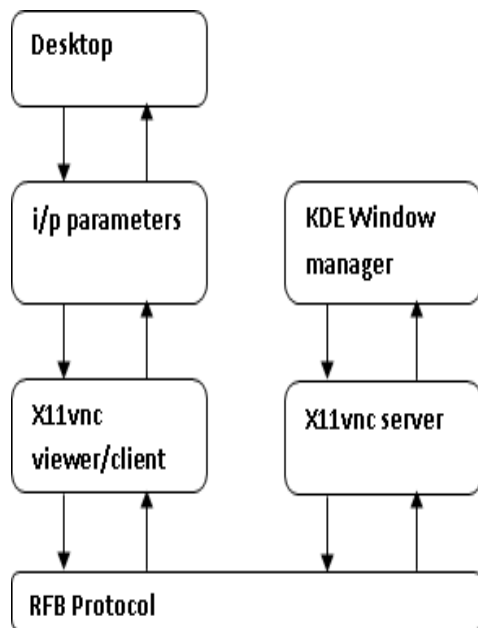 Desktop
i/p parameters
KDE Window
manager
X11vnc
viewer/client
X11vnc server
RFB Protocol